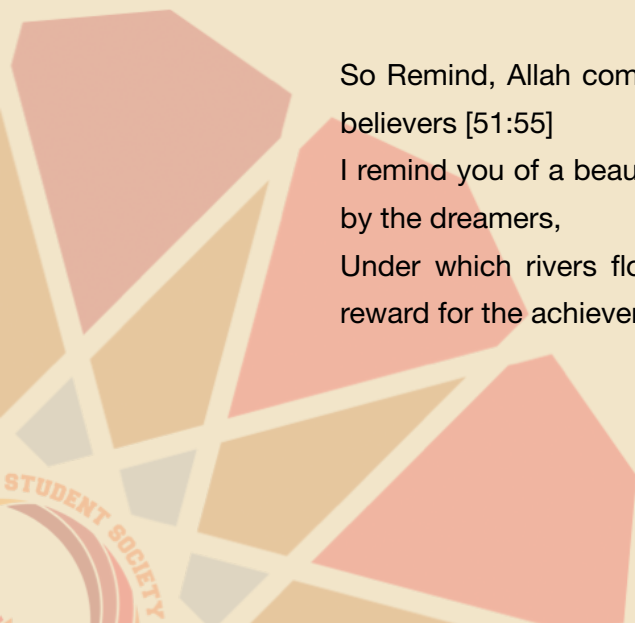 So Remind, Allah com
believers [51:55]
I remind you of a beau
by the dreamers,
Under which rivers flo
reward for the achiever
STUDENT SOCIETY